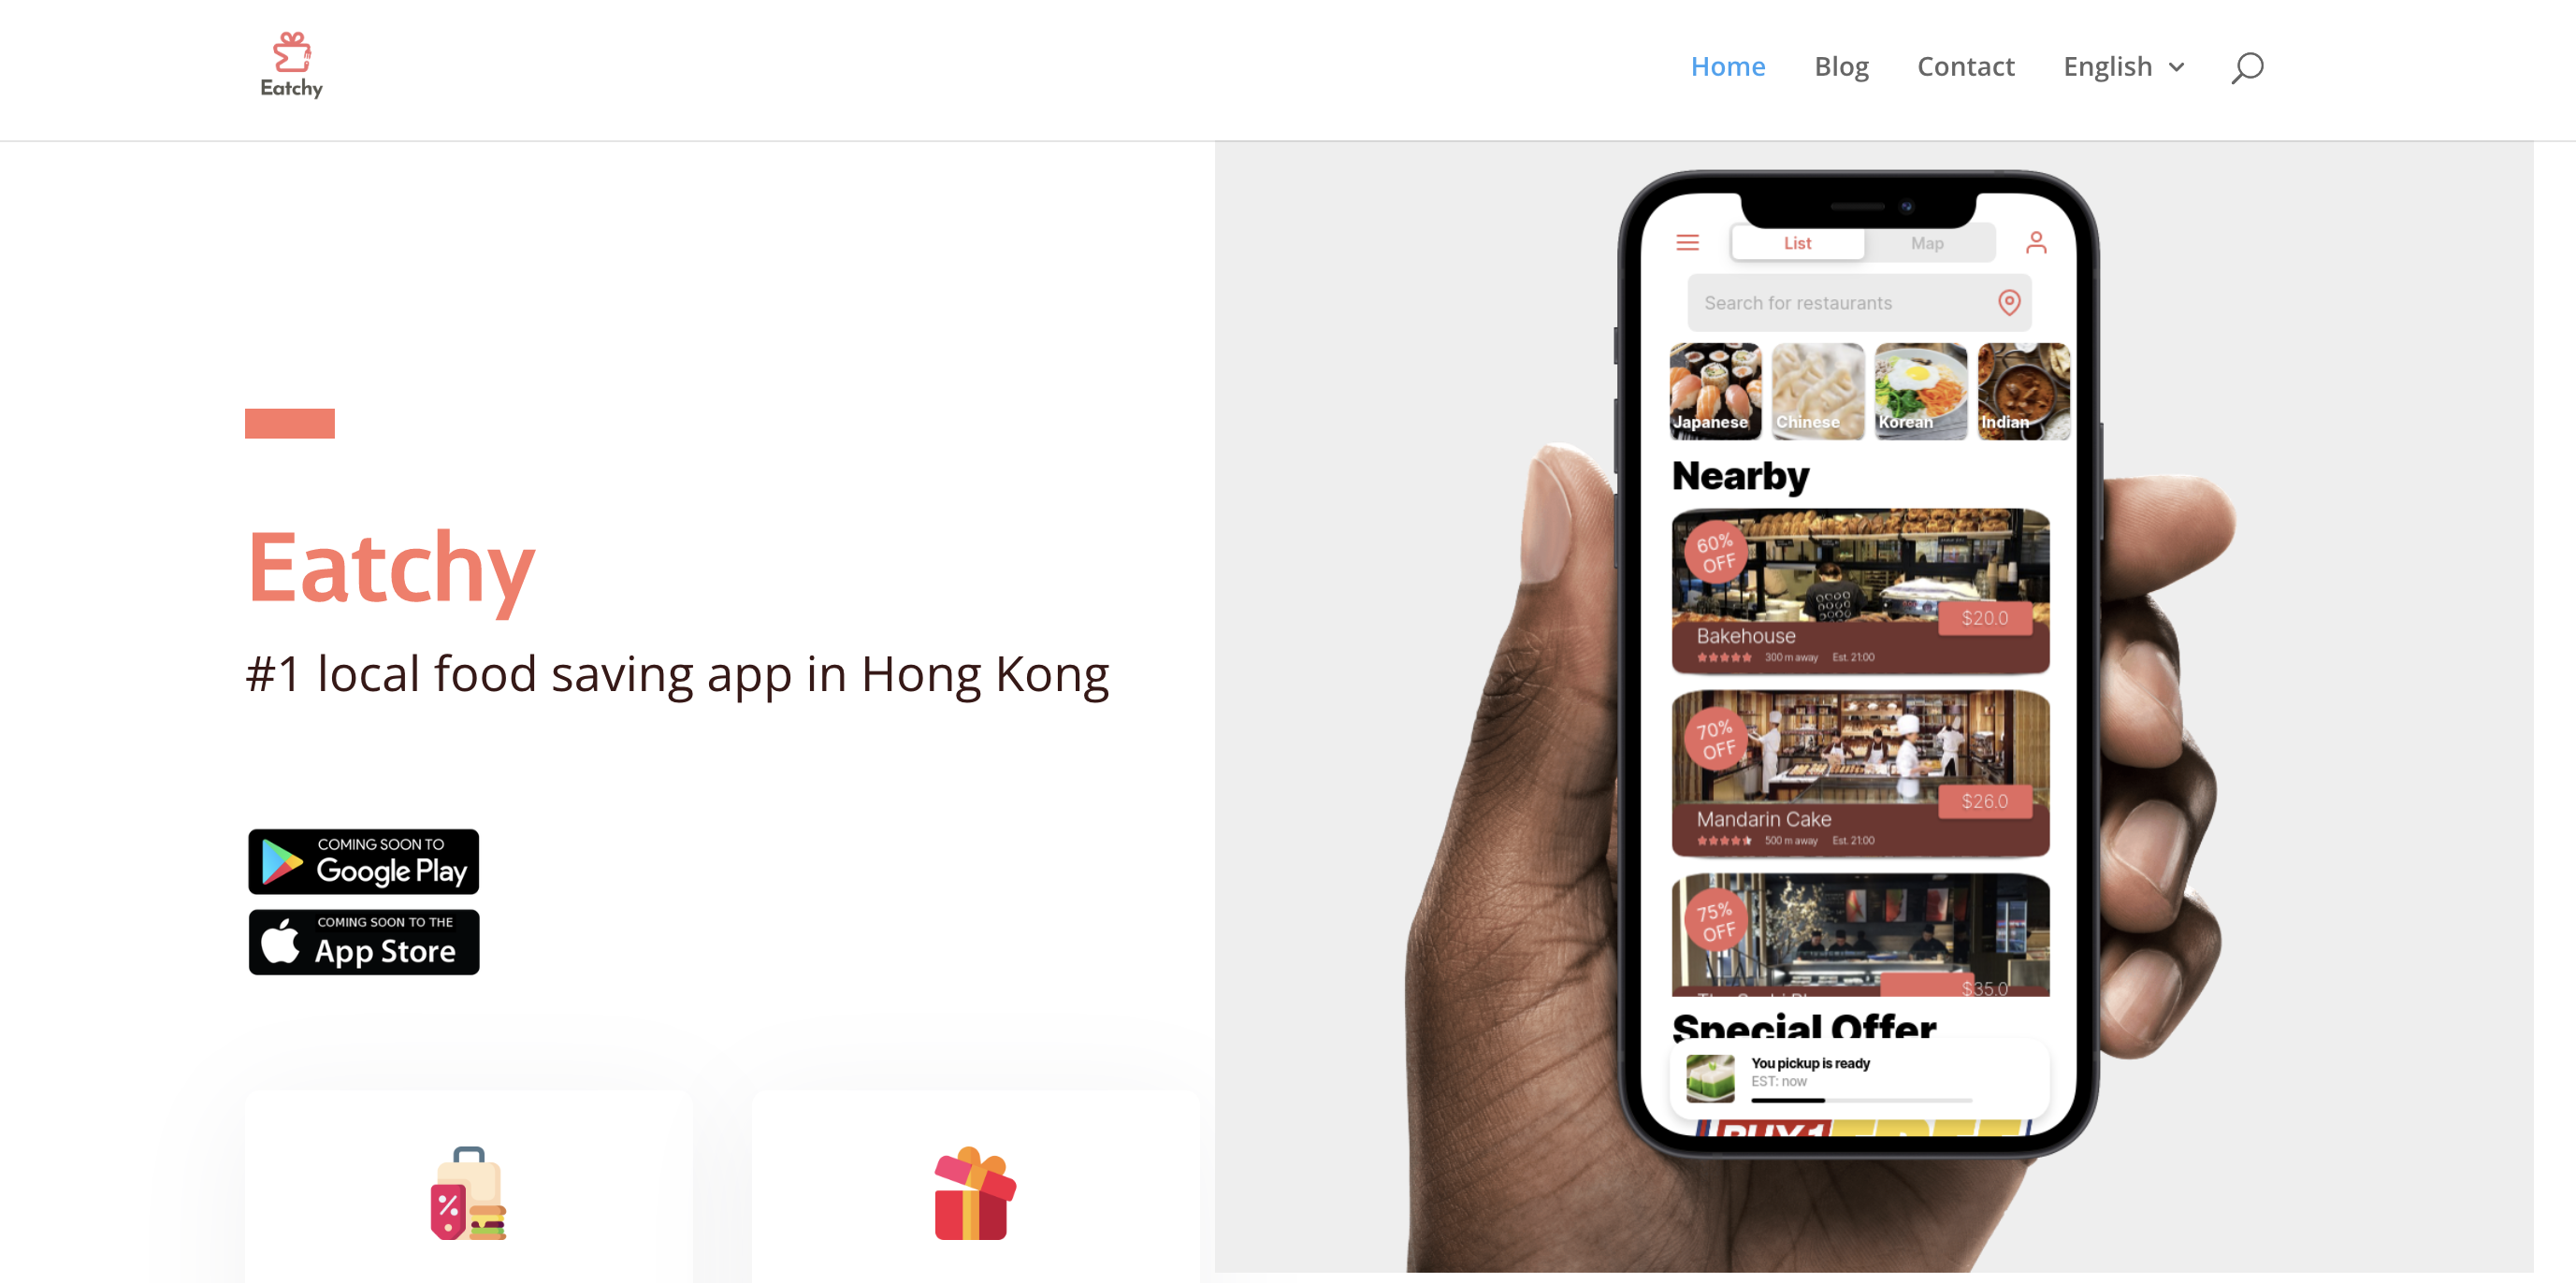 Eatchy
Home
Blog
Contact
English
Eatchy
#1 local food saving app in Hong Kong
COMING SOON TO
Google Play
COMING SOON TO THE
App Store
List
Map
Search for restaurants
Japanese
Chinese
Korean
Indian
Nearby
60%
OFF
$20.0
Bakehouse
300 m away Est. 21:00
70%
OFF
$26.0
Mandarin Cake
500 m away Est. 21:00
75%
OFF
$35.0
Special Offer
You pickup is ready
EST: now
BUY1 FREE
%